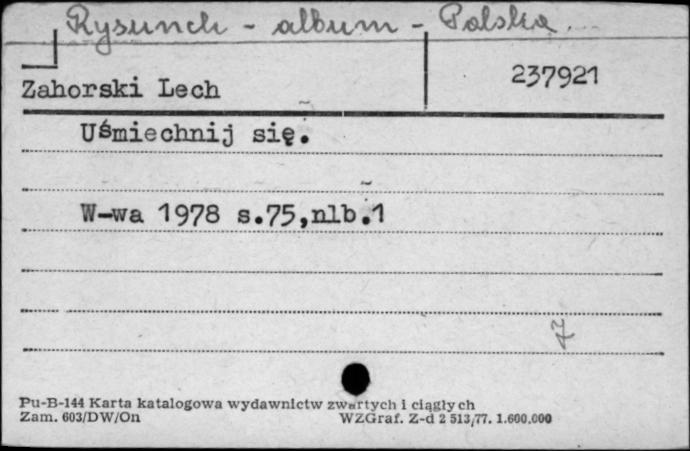 Rysunek - album - Polska
Zahorski Lech
237921
Uśmiechnij się.
W-wa 1978 s.75,nlb.1
47
Pu-B-144 Karta katalogowa wydawnictw zwartych i ciągłych
Zam. 603/DW/On WZGraf. Z-d 2 513/77. 1.600.000